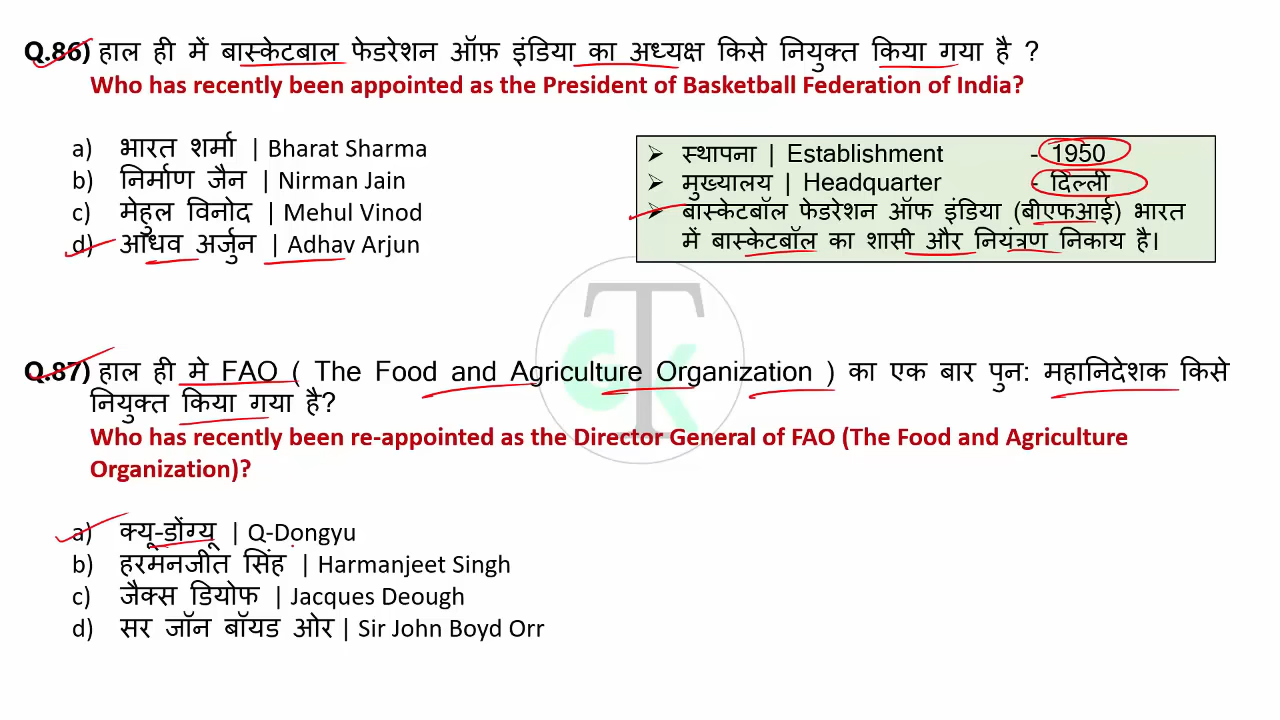 Q.86) हाल ही में बास्केटबाल फेडरेशन ऑफ़ इंडिया का अध्यक्ष किसे नियुक्त किया गया है ?
Who has recently been appointed as the President of Basketball Federation of India?
a) भारत शर्मा | Bharat Sharma
b) निर्माण जैन | Nirman Jain
c) मेहुल विनोद | Mehul Vinod
d) आधव अर्जुन | Adhav Arjun
➢ स्थापना | Establishment - 1950
➢ मुख्यालय | Headquarter - दिल्ली
➢ बास्केटबॉल फेडरेशन ऑफ इंडिया (बीएफआई) भारत
में बास्केटबॉल का शासी और नियंत्रण निकाय है।
TCK
Q.87) हाल ही मे FAO ( The Food and Agriculture Organization ) का एक बार पुन: महानिदेशक किसे
नियुक्त किया गया है?
Who has recently been re-appointed as the Director General of FAO (The Food and Agriculture
Organization)?
a) क्यू-डोंग्यू | Q-Dongyu
b) हरमनजीत सिंह | Harmanjeet Singh
c) जैक्स डियोफ | Jacques Deough
d) सर जॉन बॉयड ओर | Sir John Boyd Orr